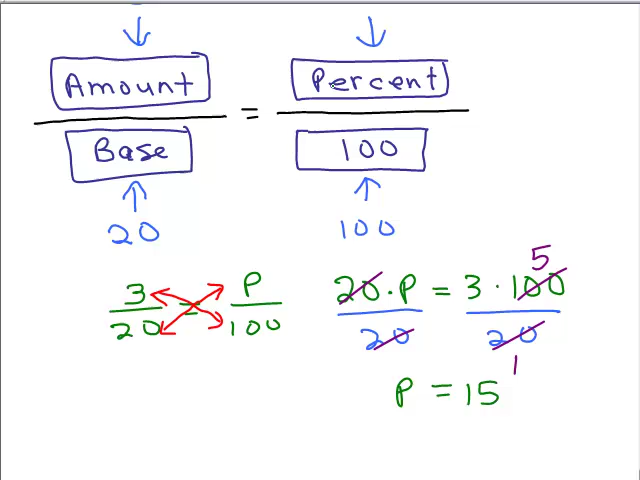 Amount = Percent
Base 100
20 100
3/20 = P/100
20 · P = 3 · 100 5
20 20 1
P = 15